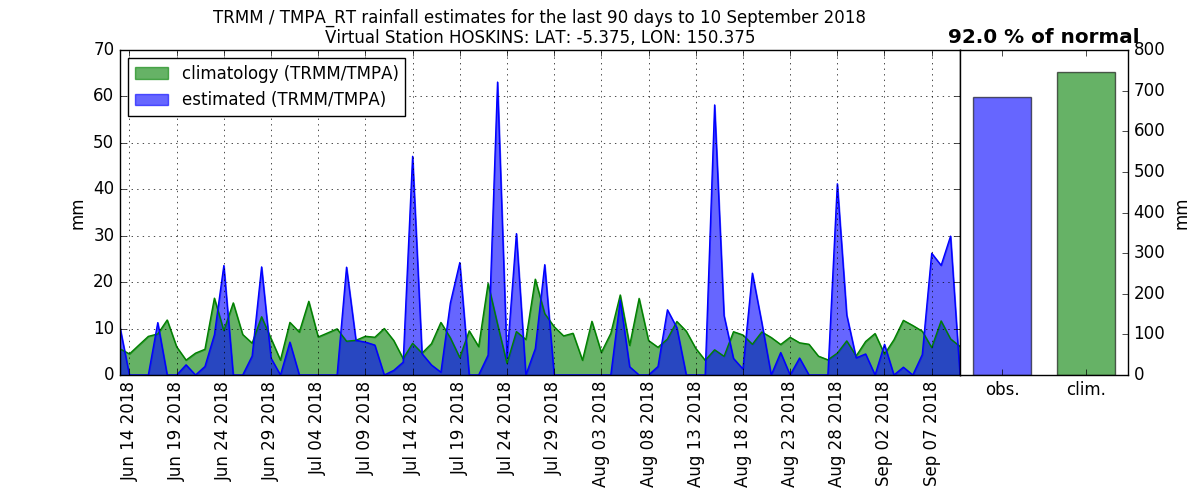 TRMM / TMPA_RT rainfall estimates for the last 90 days to 10 September 2018
Virtual Station HOSKINS: LAT: -5.375, LON: 150.375
92.0 % of normal
climatology (TRMM/TMPA)
estimated (TRMM/TMPA)
mm
70
60
50
40
30
20
10
0
Jun 14 2018
Jun 19 2018
Jun 24 2018
Jun 29 2018
Jul 04 2018
Jul 09 2018
Jul 14 2018
Jul 19 2018
Jul 24 2018
Jul 29 2018
Aug 03 2018
Aug 08 2018
Aug 13 2018
Aug 18 2018
Aug 23 2018
Aug 28 2018
Sep 02 2018
Sep 07 2018
obs.
clim.
800
700
600
500
400
300
200
100
0
mm